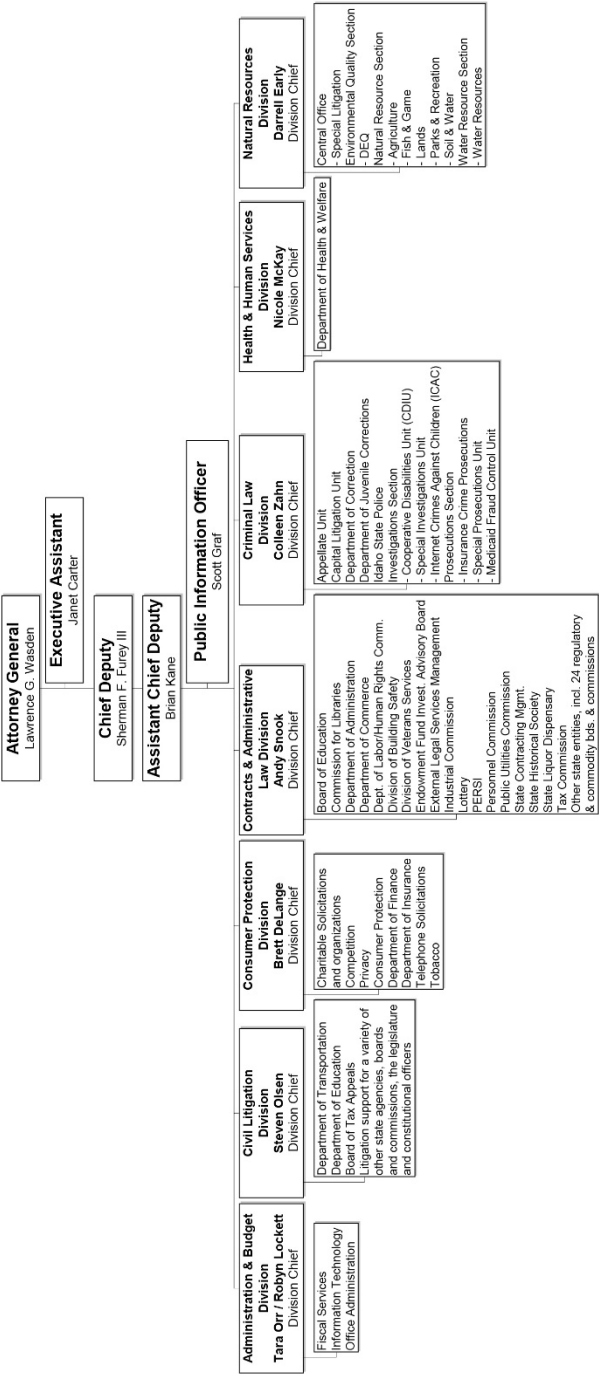 Attorney General
Lawrence G. Wasden
Executive Assistant
Janet Carter
Chief Deputy
Sherman F. Furey III
Assistant Chief Deputy
Brian Kane
Public Information Officer
Scott Graf
Administration & Budget
Division
Tara Orr / Robyn Lockett
Division Chief
Fiscal Services
Information Technology
Office Administration
Civil Litigation
Division
Steven Olsen
Division Chief
Department of Transportation
Department of Education
Board of Tax Appeals
Litigation support for a variety of
other state agencies, boards
and commissions, the legislature
and constitutional officers
Consumer Protection
Division
Brett DeLange
Division Chief
Charitable Solicitations
and organizations
Competition
Privacy
Consumer Protection
Department of Finance
Department of Insurance
Telephone Solicitations
Tobacco
Contracts & Administrative
Law Division
Andy Snook
Division Chief
Board of Education
Commission for Libraries
Department of Administration
Department of Commerce
Dept. of Labor/Human Rights Comm.
Division of Building Safety
Division of Veterans Services
Endowment Fund Invest. Advisory Board
External Legal Services Management
Industrial Commission
Lottery
PERSI
Personnel Commission
Public Utilities Commission
State Contracting Mgmt.
State Historical Society
State Liquor Dispensary
Tax Commission
Other state entities, incl. 24 regulatory
& commodity bds. & commissions
Criminal Law
Division
Colleen Zahn
Division Chief
Appellate Unit
Capital Litigation Unit
Department of Correction
Department of Juvenile Corrections
Idaho State Police
Investigations Section
- Cooperative Disabilities Unit (CDIU)
- Special Investigations Unit
- Internet Crimes Against Children (ICAC)
Prosecutions Section
- Insurance Crime Prosecutions
- Special Prosecutions Unit
- Medicaid Fraud Control Unit
Health & Human Services
Division
Nicole McKay
Division Chief
Department of Health & Welfare
Natural Resources
Division
Darrell Early
Division Chief
Central Office
- Special Litigation
Environmental Quality Section
- DEQ
Natural Resource Section
- Agriculture
- Fish & Game
- Lands
- Parks & Recreation
- Soil & Water
Water Resource Section
- Water Resources